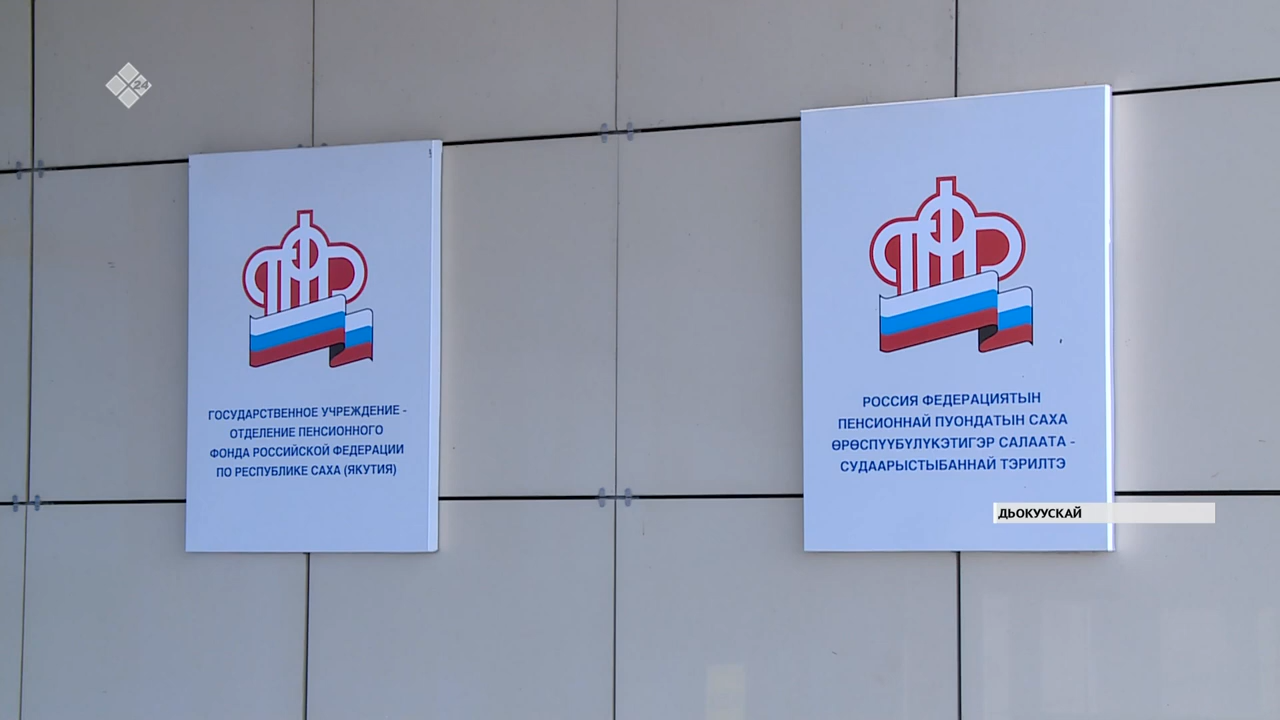 Х24
ГОСУДАРСТВЕННОЕ УЧРЕЖДЕНИЕ -
ОТДЕЛЕНИЕ ПЕНСИОННОГО
ФОНДА РОССИЙСКОЙ ФЕДЕРАЦИИ
ПО РЕСПУБЛИКЕ САХА (ЯКУТИЯ)
РОССИЯ ФЕДЕРАЦИЯТЫН
ПЕНСИОННАЙ ПУОНДАТЫН САХА
ӨРӨСПҮҮБҮЛҮКЭТИГЭР САЛААТА -
СУДААРЫСТЫБАННАЙ ТЭРИЛТЭ
ДЬОКУУСКАЙ